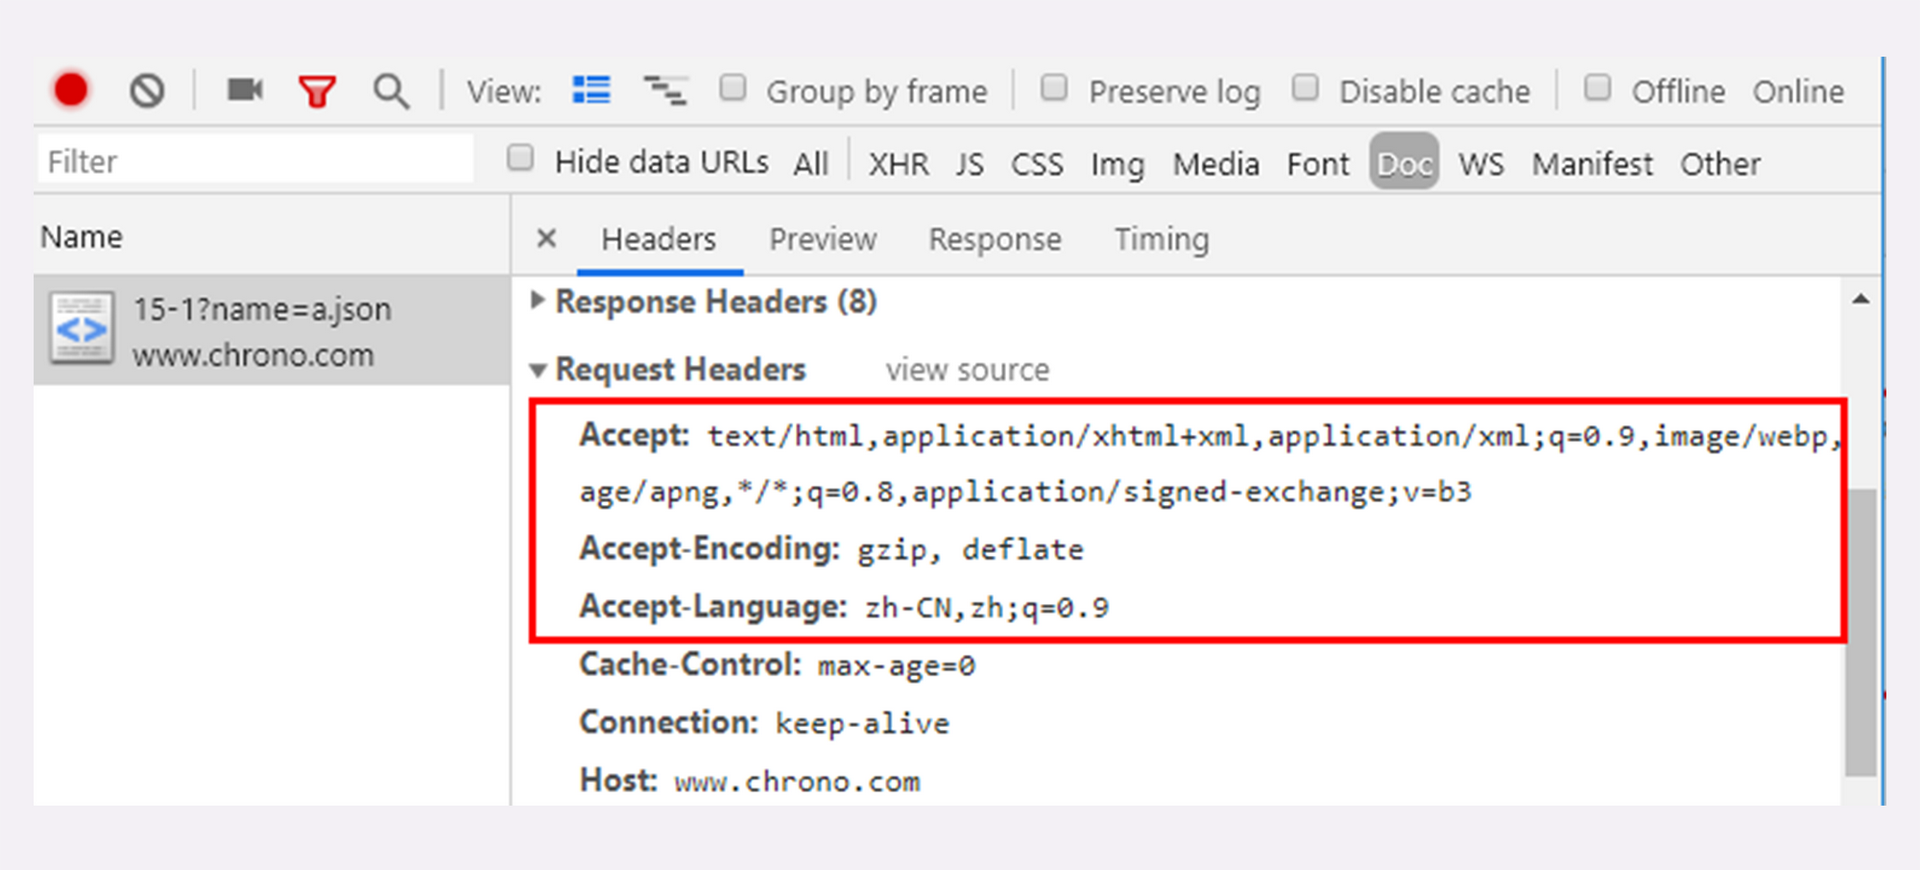 View: Group by frame Preserve log Disable cache Offline Online
Filter Hide data URLs All XHR JS CSS Img Media Font Doc WS Manifest Other
Name
15-1?name=a.json
www.chrono.com
× Headers Preview Response Timing
Response Headers (8)
Request Headers view source
Accept: text/html,application/xhtml+xml,application/xml;q=0.9,image/webp,
age/apng,*/*;q=0.8,application/signed-exchange;v=b3
Accept-Encoding: gzip, deflate
Accept-Language: zh-CN,zh;q=0.9
Cache-Control: max-age=0
Connection: keep-alive
Host: www.chrono.com